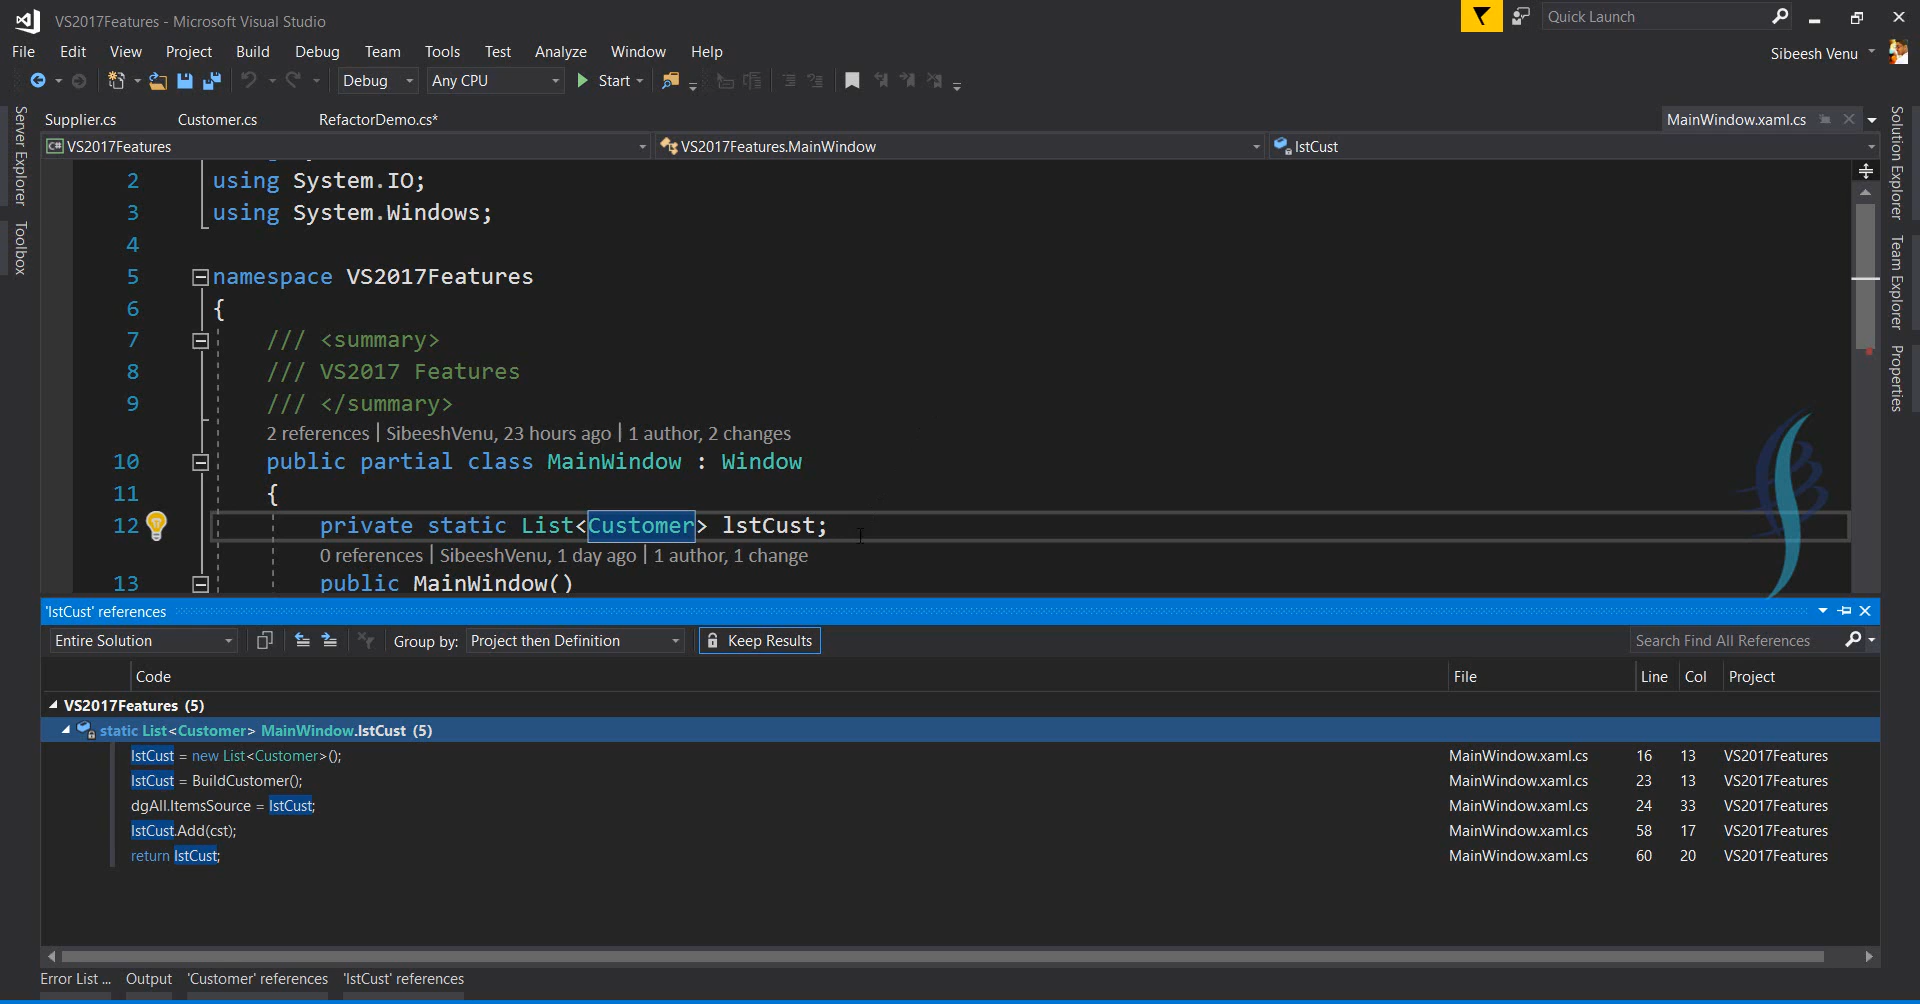 VS2017Features - Microsoft Visual Studio
Quick Launch
File Edit View Project Build Debug Team Tools Test Analyze Window Help
Sibeesh Venu
Debug Any CPU Start
Server Explorer
Toolbox
Supplier.cs Customer.cs RefactorDemo.cs* MainWindow.xaml.cs
VS2017Features VS2017Features.MainWindow lstCust
2 using System.IO;
3 using System.Windows;
4
5 namespace VS2017Features
6 {
7 /// <summary>
8 /// VS2017 Features
9 /// </summary>
2 references | SibeeshVenu, 23 hours ago | 1 author, 2 changes
10 public partial class MainWindow : Window
11 {
12 private static List<Customer> lstCust;
0 references | SibeeshVenu, 1 day ago | 1 author, 1 change
13 public MainWindow()
Solution Explorer
Team Explorer
Properties
'lstCust' references
Entire Solution Group by: Project then Definition Keep Results Search Find All References
Code File Line Col Project
VS2017Features (5)
static List<Customer> MainWindow.lstCust (5)
lstCust = new List<Customer>(); MainWindow.xaml.cs 16 13 VS2017Features
lstCust = BuildCustomer(); MainWindow.xaml.cs 23 13 VS2017Features
dgAll.ItemsSource = lstCust; MainWindow.xaml.cs 24 33 VS2017Features
lstCust.Add(cst); MainWindow.xaml.cs 58 17 VS2017Features
return lstCust; MainWindow.xaml.cs 60 20 VS2017Features
Error List ... Output 'Customer' references 'lstCust' references